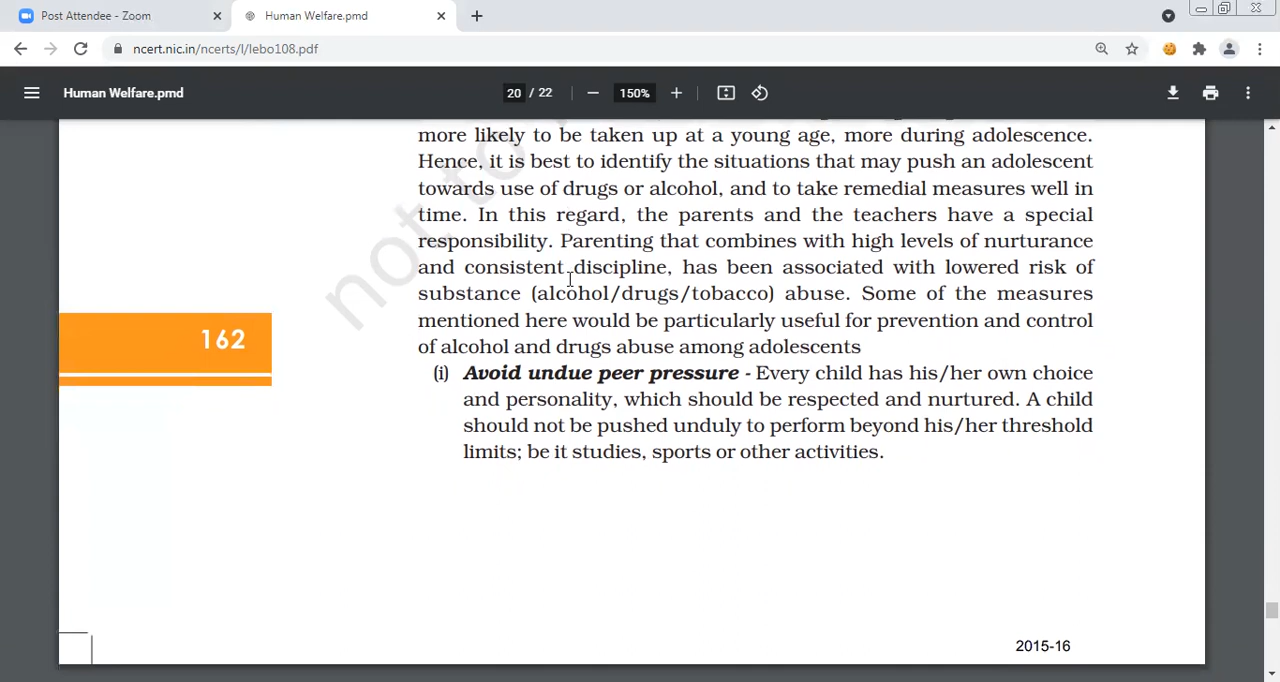 Post Attendee - Zoom
Human Welfare.pmd
ncert.nic.in/ncerts/l/lebo108.pdf
Human Welfare.pmd
20 / 22
150%
more likely to be taken up at a young age, more during adolescence.
Hence, it is best to identify the situations that may push an adolescent
towards use of drugs or alcohol, and to take remedial measures well in
time. In this regard, the parents and the teachers have a special
responsibility. Parenting that combines with high levels of nurturance
and consistent discipline, has been associated with lowered risk of
substance (alcohol/drugs/tobacco) abuse. Some of the measures
mentioned here would be particularly useful for prevention and control
of alcohol and drugs abuse among adolescents
(i) Avoid undue peer pressure - Every child has his/her own choice
and personality, which should be respected and nurtured. A child
should not be pushed unduly to perform beyond his/her threshold
limits; be it studies, sports or other activities.
162
not to
2015-16